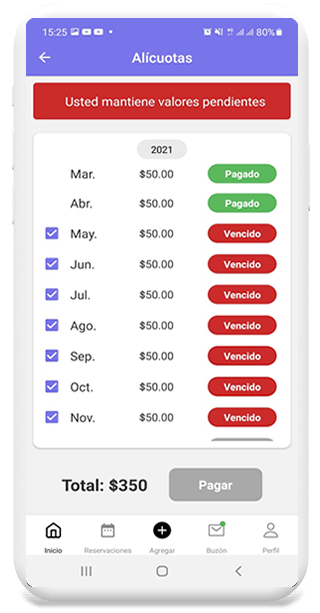 15:25 80%
Alícuotas
Usted mantiene valores pendientes
2021
Mar. $50.00 Pagado
Abr. $50.00 Pagado
May. $50.00 Vencido
Jun. $50.00 Vencido
Jul. $50.00 Vencido
Ago. $50.00 Vencido
Sep. $50.00 Vencido
Oct. $50.00 Vencido
Nov. $50.00 Vencido
Total: $350 Pagar
Inicio Reservaciones Agregar Buzón Perfil